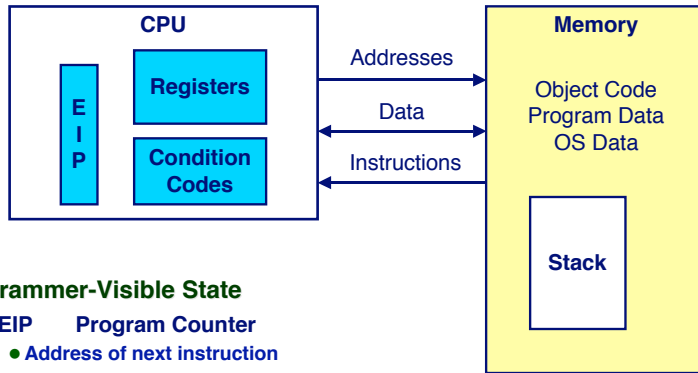 CPU
Memory
E
I
P
Registers
Condition
Codes
Addresses
Data
Instructions
Object Code
Program Data
OS Data
Stack
rammer-Visible State
EIP Program Counter
● Address of next instruction